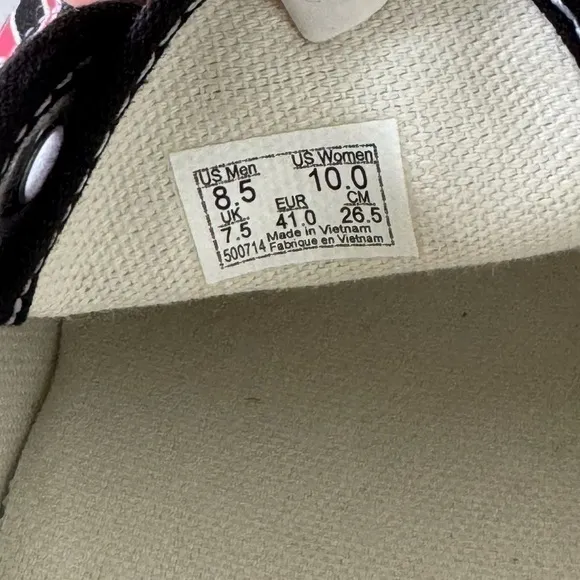 US Men US Women
8.5 10.0
UK EUR CM
7.5 41.0 26.5
Made in Vietnam
500714 Fabrique en Vietnam